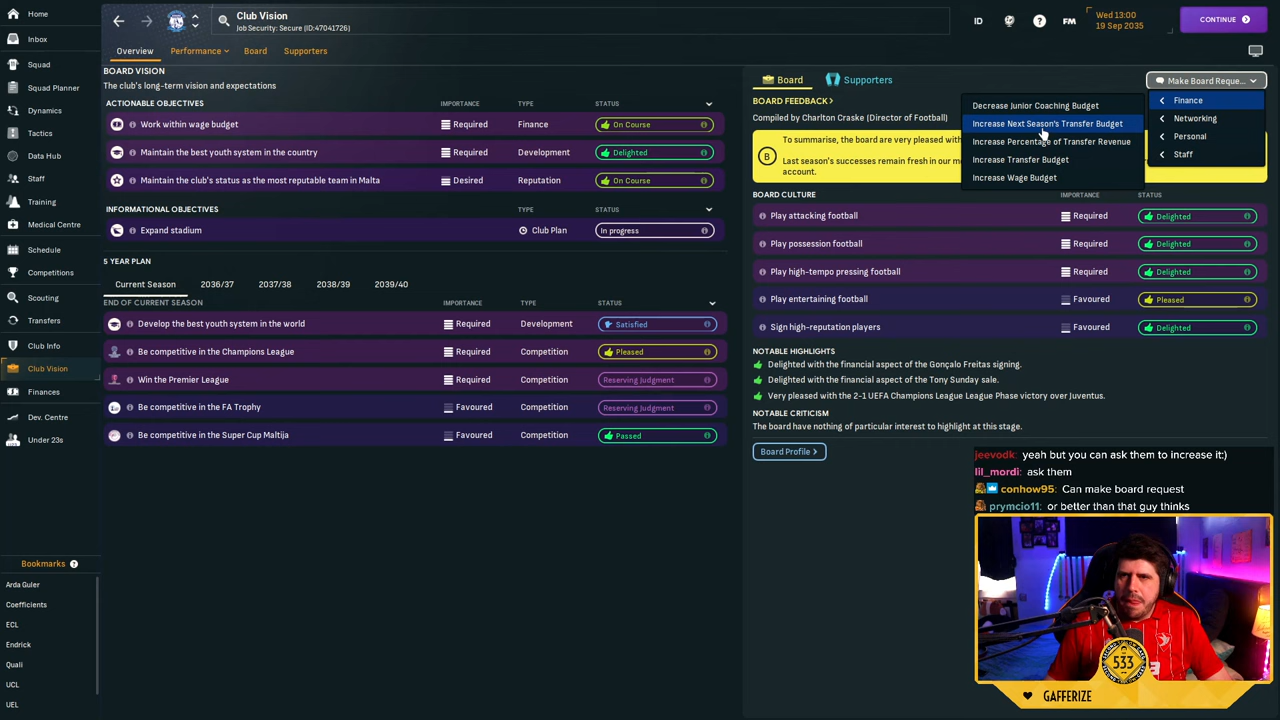 Home
Inbox
Squad
Squad Planner
Dynamics
Tactics
Data Hub
Staff
Training
Medical Centre
Schedule
Competitions
Scouting
Transfers
Club Info
Club Vision
Finances
Dev. Centre
Under 23s
Bookmarks ?
Arda Guler
Coefficients
ECL
Endrick
Quali
UCL
UEL
Club Vision
Job Security: Secure (ID:47041726)
ID ? FM
Wed 13:00
19 Sep 2035
CONTINUE
Overview Performance Board Supporters
BOARD VISION
The club's long-term vision and expectations
ACTIONABLE OBJECTIVES IMPORTANCE TYPE STATUS
Work within wage budget Required Finance On Course
Maintain the best youth system in the country Required Development Delighted
Maintain the club's status as the most reputable team in Malta Desired Reputation On Course
INFORMATIONAL OBJECTIVES TYPE STATUS
Expand stadium Club Plan In progress
5 YEAR PLAN
Current Season 2036/37 2037/38 2038/39 2039/40
END OF CURRENT SEASON IMPORTANCE TYPE STATUS
Develop the best youth system in the world Required Development Satisfied
Be competitive in the Champions League Required Competition Pleased
Win the Premier League Required Competition Reserving Judgment
Be competitive in the FA Trophy Favoured Competition Reserving Judgment
Be competitive in the Super Cup Maltija Favoured Competition Passed
Board Supporters
Make Board Reque...
Finance
Networking
Personal
Staff
Decrease Junior Coaching Budget
Increase Next Season's Transfer Budget
Increase Percentage of Transfer Revenue
Increase Transfer Budget
Increase Wage Budget
BOARD FEEDBACK >
Compiled by Charlton Craske (Director of Football)
B
To summarise, the board are very pleased with
Last season's successes remain fresh in our
account.
BOARD CULTURE IMPORTANCE STATUS
Play attacking football Required Delighted
Play possession football Required Delighted
Play high-tempo pressing football Required Delighted
Play entertaining football Favoured Pleased
Sign high-reputation players Favoured Delighted
NOTABLE HIGHLIGHTS
Delighted with the financial aspect of the Gonçalo Freitas signing.
Delighted with the financial aspect of the Tony Sunday sale.
Very pleased with the 2-1 UEFA Champions League League Phase victory over Juventus.
NOTABLE CRITICISM
The board have nothing of particular interest to highlight at this stage.
Board Profile >
jeevodk: yeah but you can ask them to increase it:)
lil_mordi: ask them
conhow95: Can make board request
prymcio11: or better than that guy thinks
533
GAFFERIZE